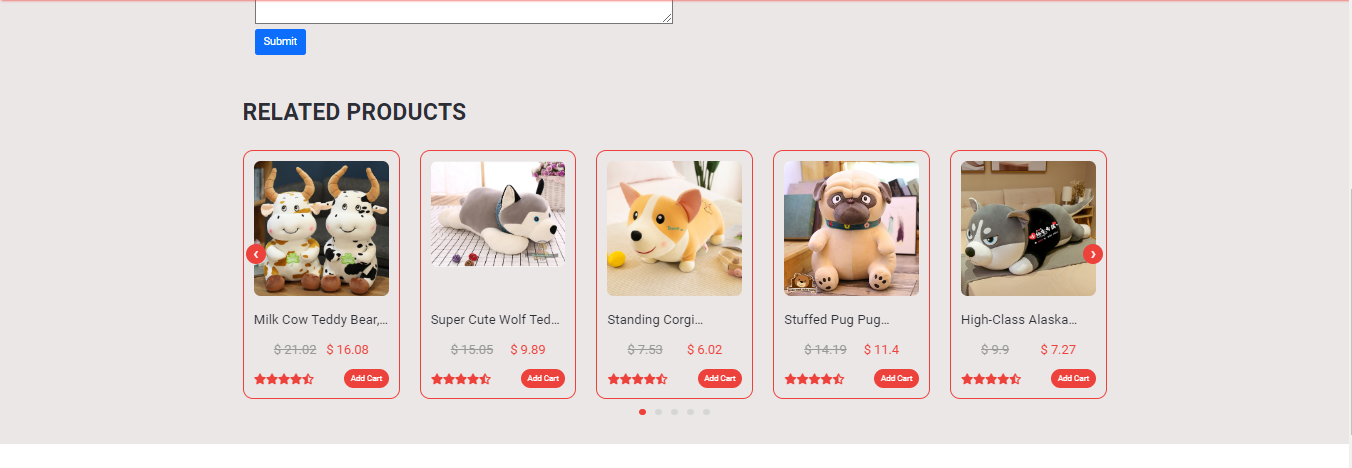 Submit
RELATED PRODUCTS
Milk Cow Teddy Bear,...
$ 21.02 $ 16.08
Add Cart
Super Cute Wolf Ted...
$ 15.05 $ 9.89
Add Cart
Standing Corgi...
$ 7.53 $ 6.02
Add Cart
Stuffed Pug Pug...
$ 14.19 $ 11.4
Add Cart
High-Class Alaska...
$ 9.9 $ 7.27
Add Cart